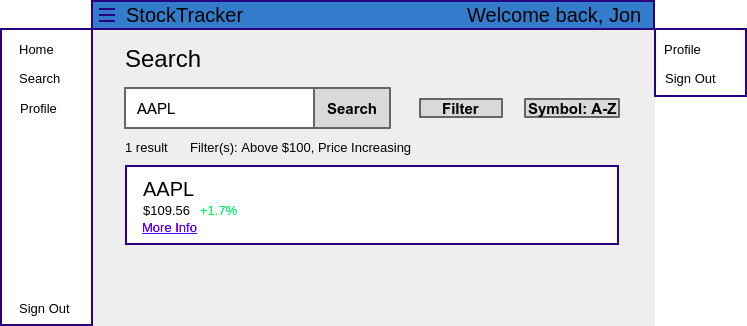 StockTracker
Welcome back, Jon
Home
Search
Profile
Sign Out
Search
AAPL
Search
Filter
Symbol: A-Z
1 result
Filter(s): Above $100, Price Increasing
AAPL
$109.56 +1.7%
More Info
Profile
Sign Out